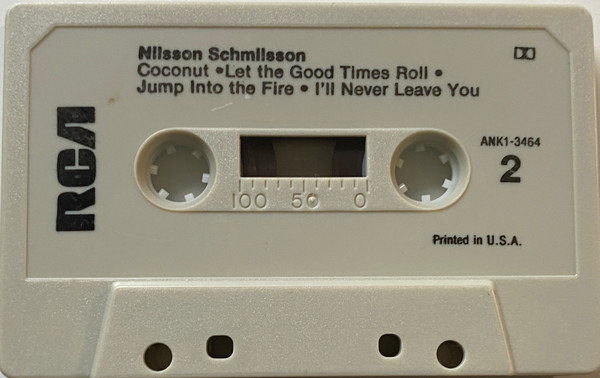 Nilsson Schmilsson
Coconut • Let the Good Times Roll •
Jump Into the Fire • I'll Never Leave You
RCA
ANK1-3464
2
100 50 0
Printed in U.S.A.